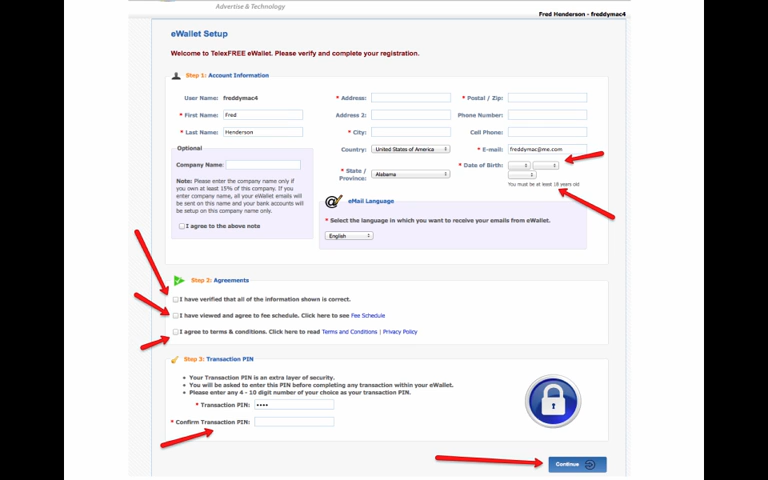 Advertise & Technology
Fred Henderson - freddymac4
eWallet Setup
Welcome to TelexFREE eWallet. Please verify and complete your registration.
Step 1: Account Information
User Name: freddymac4
* First Name: Fred
* Last Name: Henderson
Optional
Company Name:
Note: Please enter the company name only if
you own at least 15% of this company. If you
enter company name, all your eWallet emails will
be sent on this name and your bank accounts will
be setup on this company name only.
I agree to the above note
* Address:
Address 2:
* City:
Country: United States of America
* State /
Province:
Alabama
* Postal / Zip:
Phone Number:
Cell Phone:
* E-mail: freddymac@me.com
* Date of Birth:
You must be at least 18 years old
@ eMail Language
* Select the language in which you want to receive your emails from eWallet.
English
Step 2: Agreements
I have verified that all of the information shown is correct.
I have viewed and agree to fee schedule. Click here to see Fee Schedule
I agree to terms & conditions. Click here to read Terms and Conditions | Privacy Policy
Step 3: Transaction PIN
• Your Transaction PIN is an extra layer of security.
• You will be asked to enter this PIN before completing any transaction within your eWallet.
• Please enter any 4 - 10 digit number of your choice as your transaction PIN.
* Transaction PIN: ••••
* Confirm Transaction PIN:
Continue